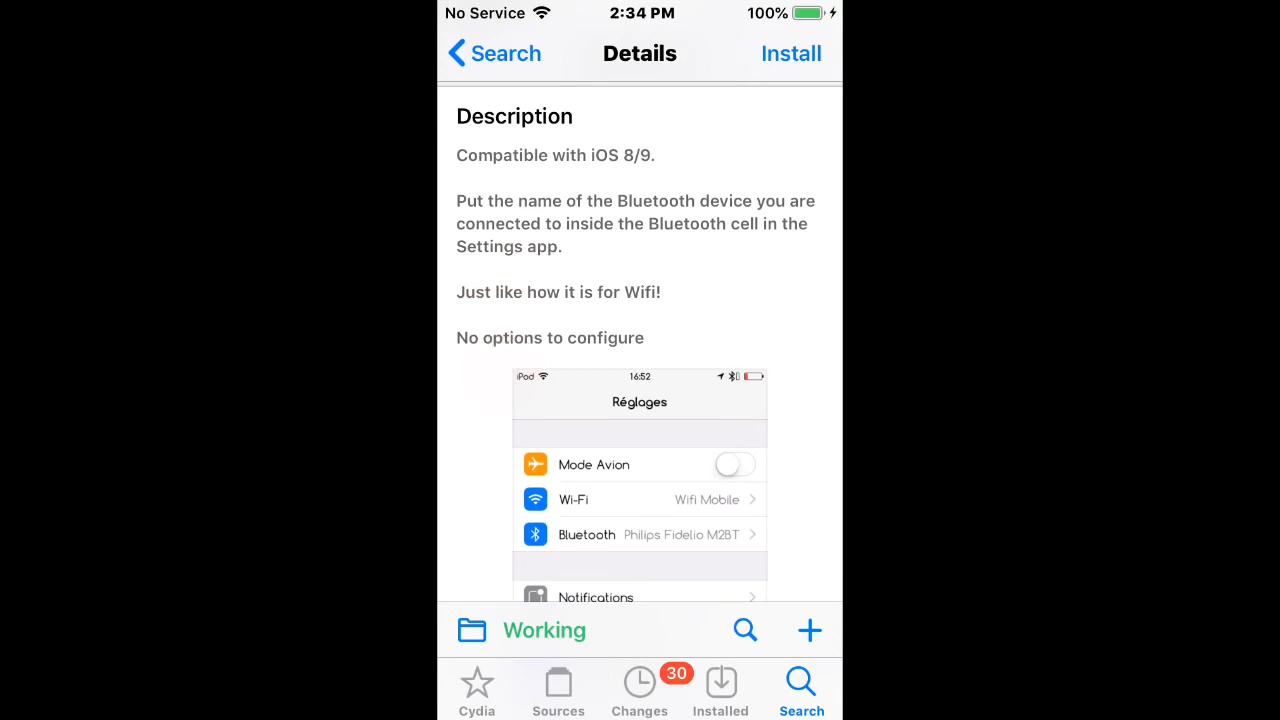 No Service 2:34 PM 100%
Search Details Install
Description
Compatible with iOS 8/9.
Put the name of the Bluetooth device you are
connected to inside the Bluetooth cell in the
Settings app.
Just like how it is for Wifi!
No options to configure
iPod 16:52
Réglages
Mode Avion
Wi-Fi Wifi Mobile
Bluetooth Philips Fidelio M2BT
Notifications
Working
30
Cydia Sources Changes Installed Search